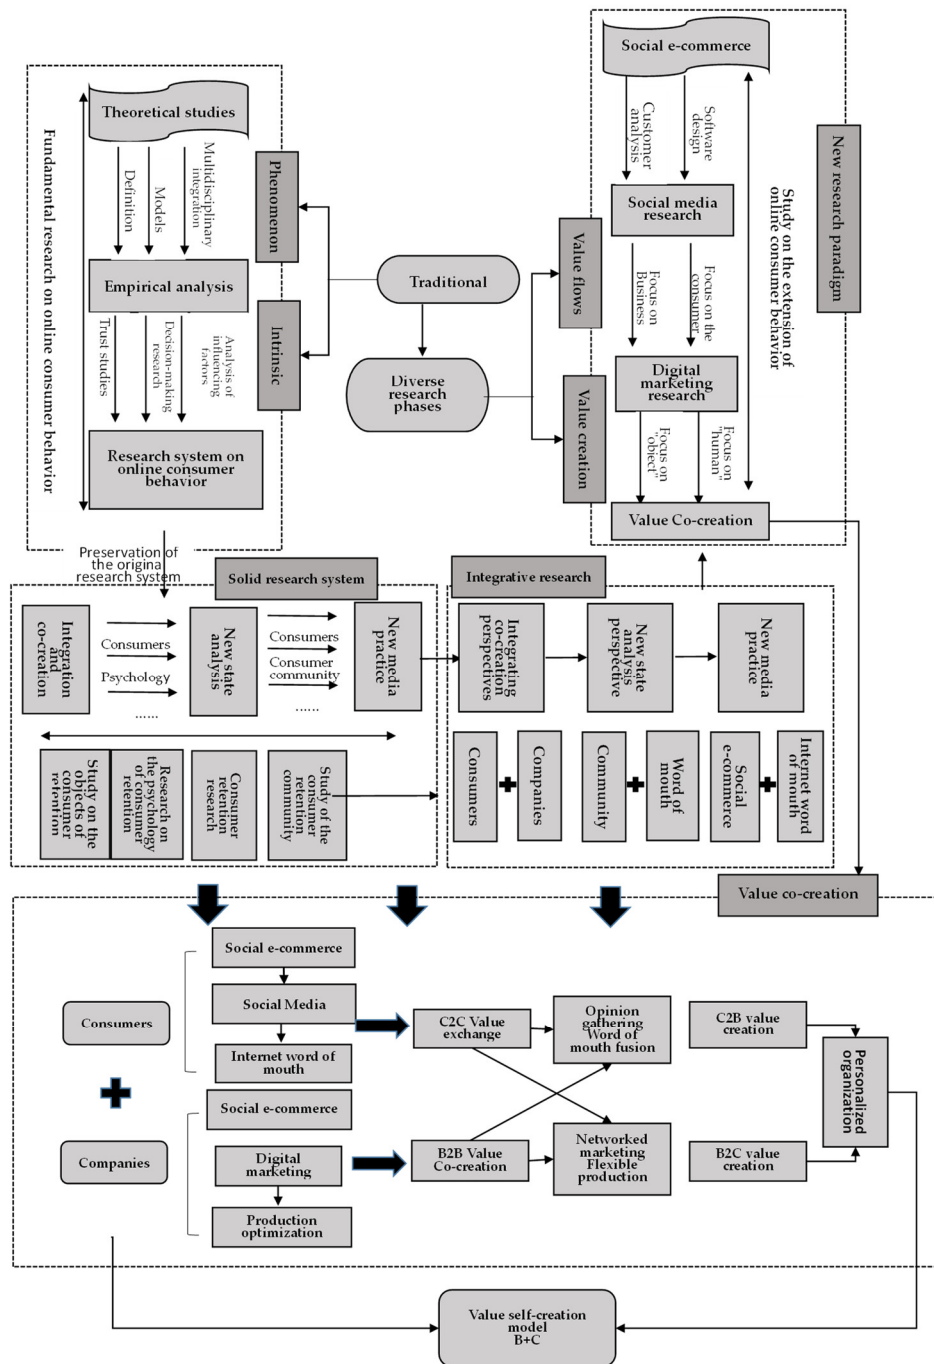 Social e-commerce
Customer
analysis
Software
design
Social media
research
Focus on
Business
Focus on the
consumer
Digital
marketing
research
Focus on
"object"
Focus on
"human"
Value Co-creation
Study on the extension of
online consumer behavior
New research paradigm
Theoretical studies
Definition
Models
Multidisciplinary
integration
Empirical analysis
Trust studies
Decision-making
research
Analysis of
influencing
factors
Research system on
online consumer
behavior
Fundamental research on online consumer behavior
Phenomenon
Intrinsic
Traditional
Diverse
research
phases
Value flows
Value creation
Preservation of
the original
research system
Solid research system
Integration
and
co-creation
Consumers
Psychology
......
New state
analysis
Consumers
Consumer
community
......
New media
practice
Study on the
objects of
consumer
retention
Research on
the psychology
of consumer
retention
Consumer
retention
research
Study of the
consumer
retention
community
Integrative research
Integrating
co-creation
perspectives
New state
analysis
perspective
New media
practice
Consumers
Companies
Community
Word of
mouth
Social
e-commerce
Internet word
of mouth
Value co-creation
Consumers
Companies
Social e-commerce
Social Media
Internet word of
mouth
Social e-commerce
Digital
marketing
Production
optimization
C2C Value
exchange
B2B Value
Co-creation
Opinion
gathering
Word of
mouth fusion
Networked
marketing
Flexible
production
C2B value
creation
B2C value
creation
Personalized
organization
Value self-creation
model
B+C